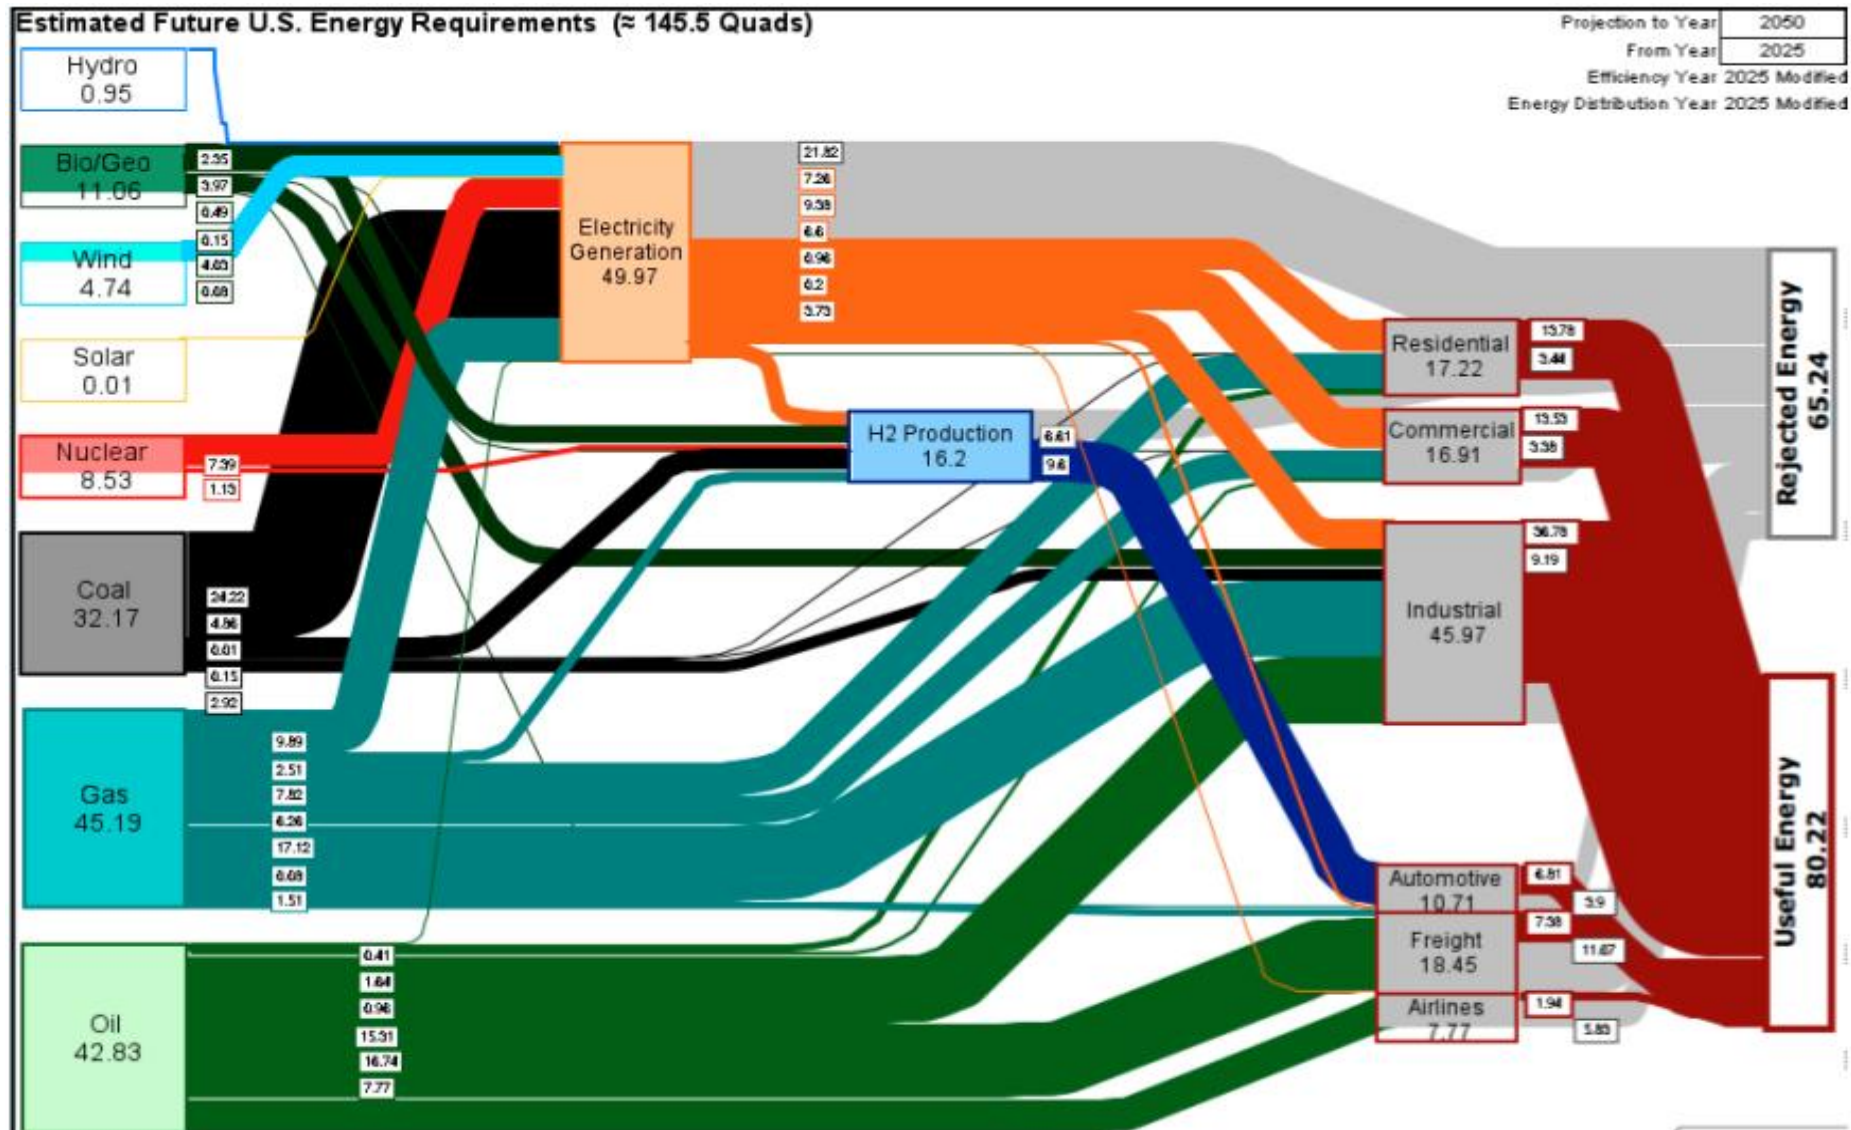 Estimated Future U.S. Energy Requirements (≈ 145.5 Quads)
Projection to Year 2050
From Year 2025
Efficiency Year 2025 Modified
Energy Distribution Year 2025 Modified
Hydro
0.95
Bio/Geo
11.06
2.35
3.97
0.49
0.15
4.03
0.08
Wind
4.74
Solar
0.01
Nuclear
8.53
7.39
1.13
Coal
32.17
24.22
4.86
0.01
0.15
2.92
Gas
45.19
9.89
2.51
7.82
6.26
17.12
0.08
1.51
Oil
42.83
0.41
1.64
0.96
15.31
16.74
7.77
Electricity
Generation
49.97
21.82
7.26
9.38
6.6
0.96
0.2
3.73
H2 Production
16.2
6.61
9.6
Residential
17.22
13.78
3.44
Commercial
16.91
13.53
3.38
Industrial
45.97
36.78
9.19
Automotive
10.71
6.81
3.9
Freight
18.45
7.38
11.07
Airlines
7.77
1.94
5.83
Rejected Energy
65.24
Useful Energy
80.22